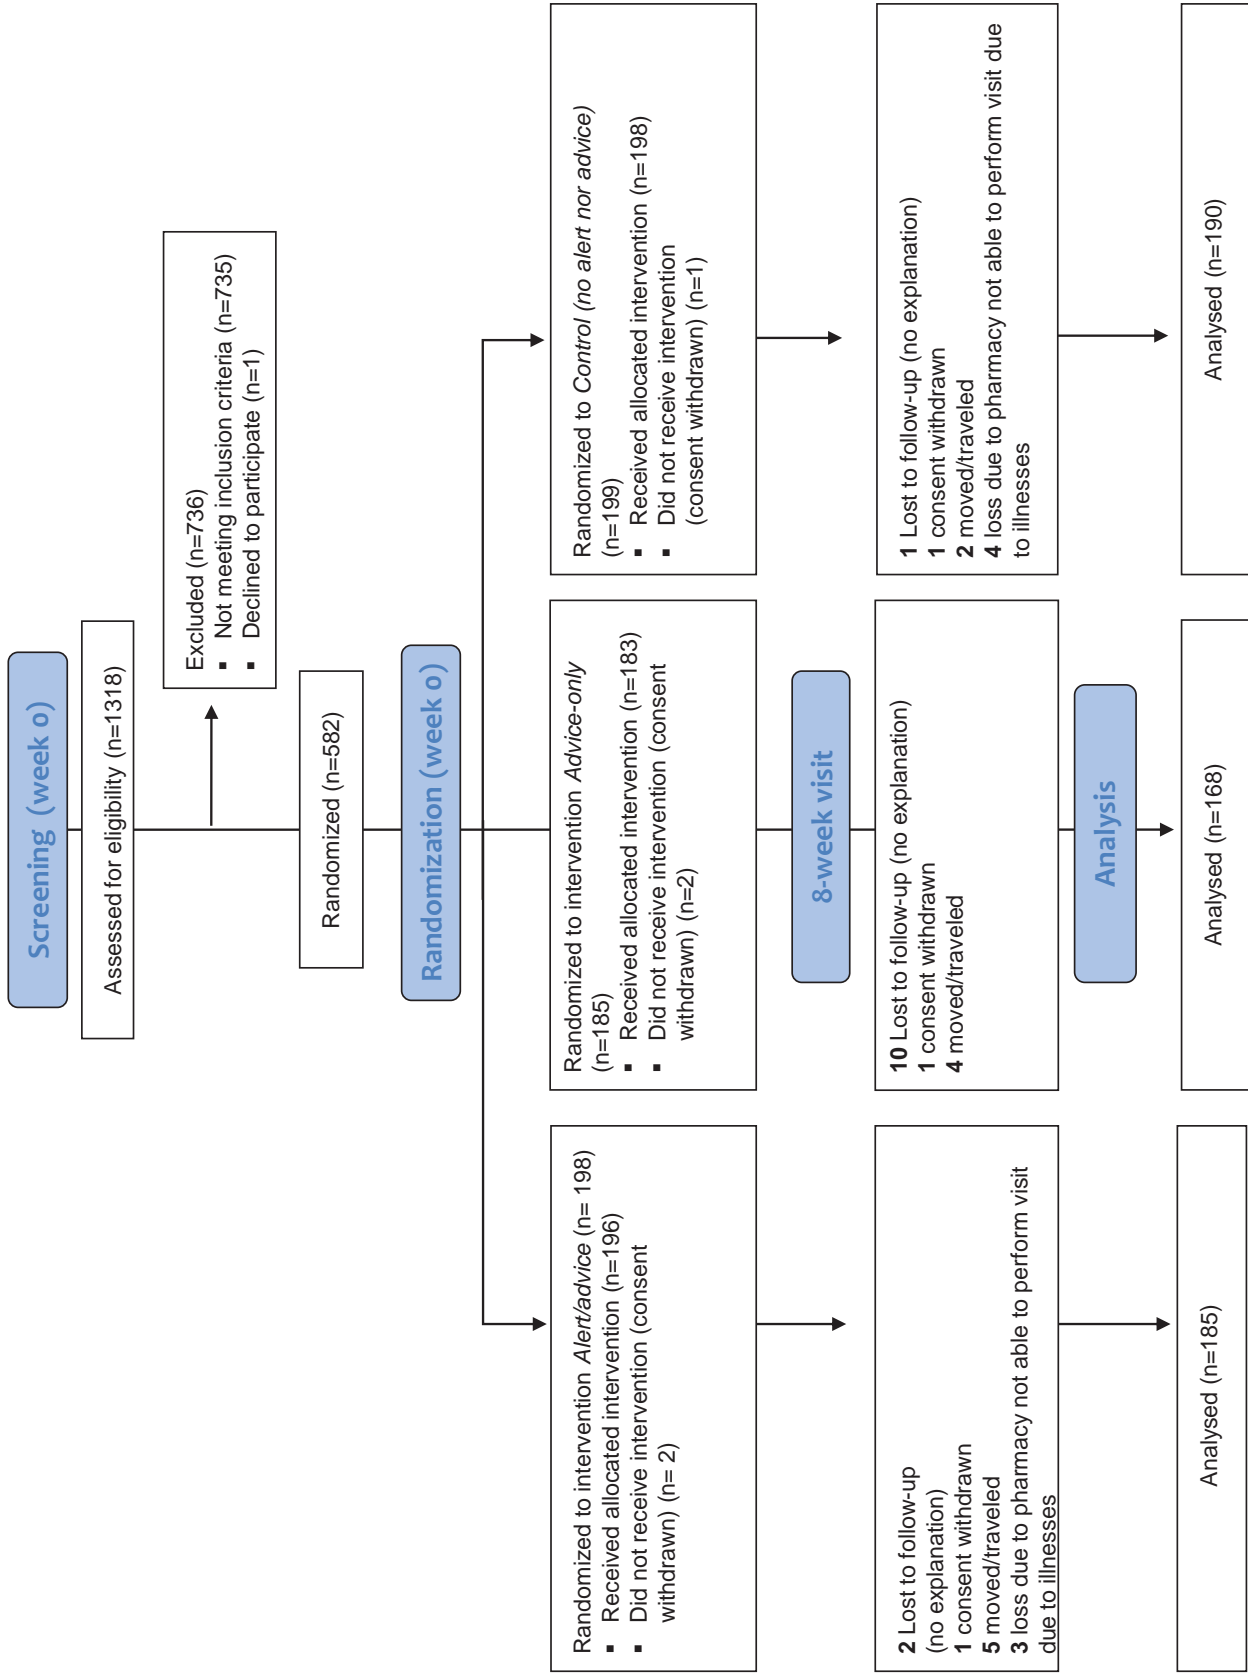 Screening (week 0)
Assessed for eligibility (n=1318)
Excluded (n=736)
▪ Not meeting inclusion criteria (n=735)
▪ Declined to participate (n=1)
Randomized (n=582)
Randomization (week 0)
Randomized to intervention Alert/advice (n= 198)
▪ Received allocated intervention (n=196)
▪ Did not receive intervention (consent
withdrawn) (n= 2)
Randomized to intervention Advice-only
(n=185)
▪ Received allocated intervention (n=183)
▪ Did not receive intervention (consent
withdrawn) (n=2)
Randomized to Control (no alert nor advice)
(n=199)
▪ Received allocated intervention (n=198)
▪ Did not receive intervention
(consent withdrawn) (n=1)
8-week visit
2 Lost to follow-up
(no explanation)
1 consent withdrawn
5 moved/traveled
3 loss due to pharmacy not able to perform visit
due to illnesses
10 Lost to follow-up (no explanation)
1 consent withdrawn
4 moved/traveled
1 Lost to follow-up (no explanation)
1 consent withdrawn
2 moved/traveled
4 loss due to pharmacy not able to perform visit due
to illnesses
Analysis
Analysed (n=185)
Analysed (n=168)
Analysed (n=190)